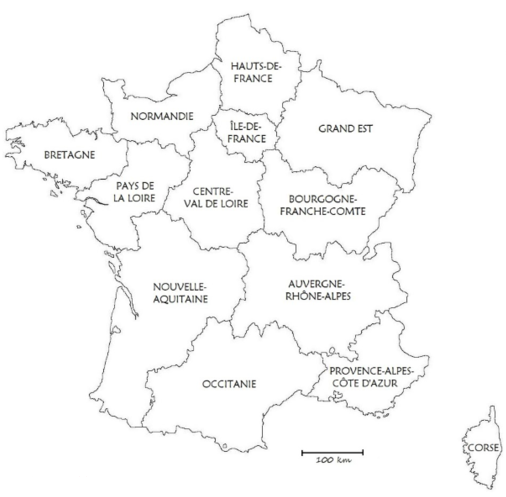 HAUTS-DE-
FRANCE
NORMANDIE
ÎLE-DE-
FRANCE
GRAND EST
BRETAGNE
PAYS DE
LA LOIRE
CENTRE-
VAL DE LOIRE
BOURGOGNE-
FRANCHE-COMTE
NOUVELLE-
AQUITAINE
AUVERGNE-
RHÔNE-ALPES
OCCITANIE
PROVENCE-ALPES-
CÔTE D'AZUR
CORSE
100 km